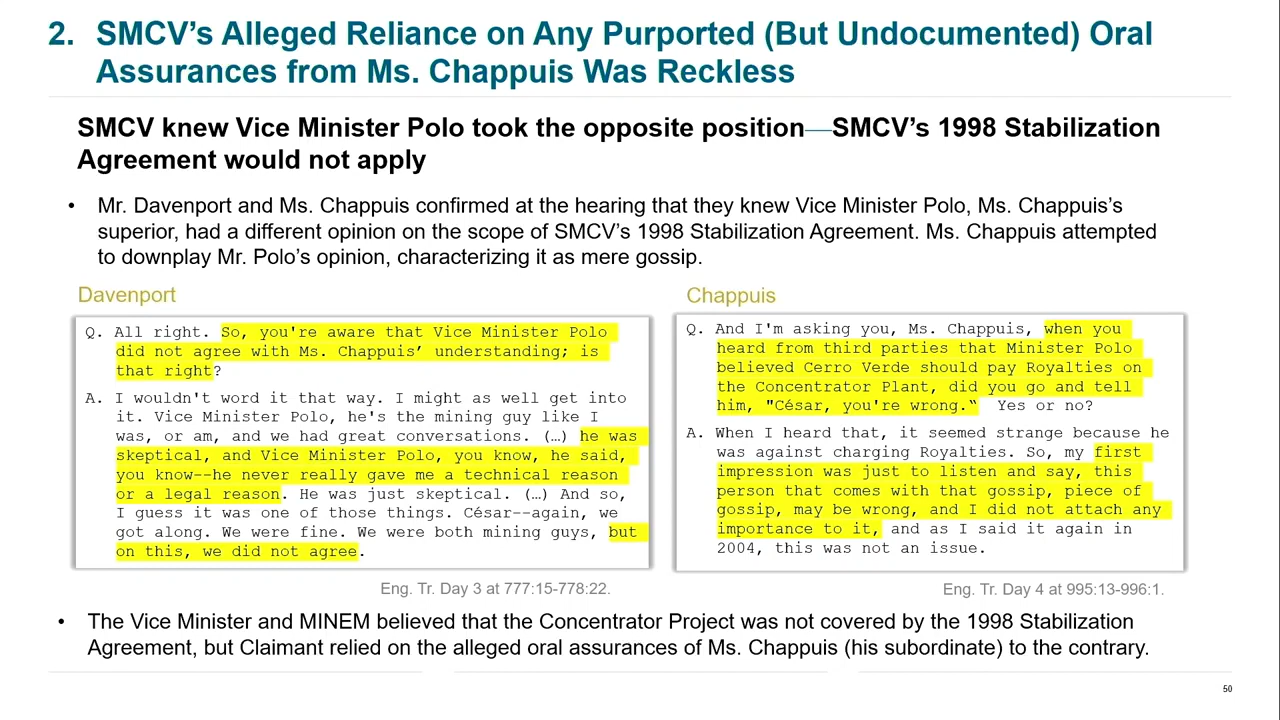 2. SMCV's Alleged Reliance on Any Purported (But Undocumented) Oral
Assurances from Ms. Chappuis Was Reckless
SMCV knew Vice Minister Polo took the opposite position—SMCV's 1998 Stabilization
Agreement would not apply
• Mr. Davenport and Ms. Chappuis confirmed at the hearing that they knew Vice Minister Polo, Ms. Chappuis's
superior, had a different opinion on the scope of SMCV's 1998 Stabilization Agreement. Ms. Chappuis attempted
to downplay Mr. Polo's opinion, characterizing it as mere gossip.
Davenport
Q. All right. So, you're aware that Vice Minister Polo
did not agree with Ms. Chappuis’ understanding; is
that right?
A. I wouldn't word it that way. I might as well get into
it. Vice Minister Polo, he's the mining guy like I
was, or am, and we had great conversations. (…) he was
skeptical, and Vice Minister Polo, you know, he said,
you know--he never really gave me a technical reason
or a legal reason. He was just skeptical. (…) And so,
I guess it was one of those things. César--again, we
got along. We were fine. We were both mining guys, but
on this, we did not agree.
Eng. Tr. Day 3 at 777:15-778:22.
Chappuis
Q. And I'm asking you, Ms. Chappuis, when you
heard from third parties that Minister Polo
believed Cerro Verde should pay Royalties on
the Concentrator Plant, did you go and tell
him, "César, you're wrong.“ Yes or no?
A. When I heard that, it seemed strange because he
was against charging Royalties. So, my first
impression was just to listen and say, this
person that comes with that gossip, piece of
gossip, may be wrong, and I did not attach any
importance to it, and as I said it again in
2004, this was not an issue.
Eng. Tr. Day 4 at 995:13-996:1.
• The Vice Minister and MINEM believed that the Concentrator Project was not covered by the 1998 Stabilization
Agreement, but Claimant relied on the alleged oral assurances of Ms. Chappuis (his subordinate) to the contrary.
50